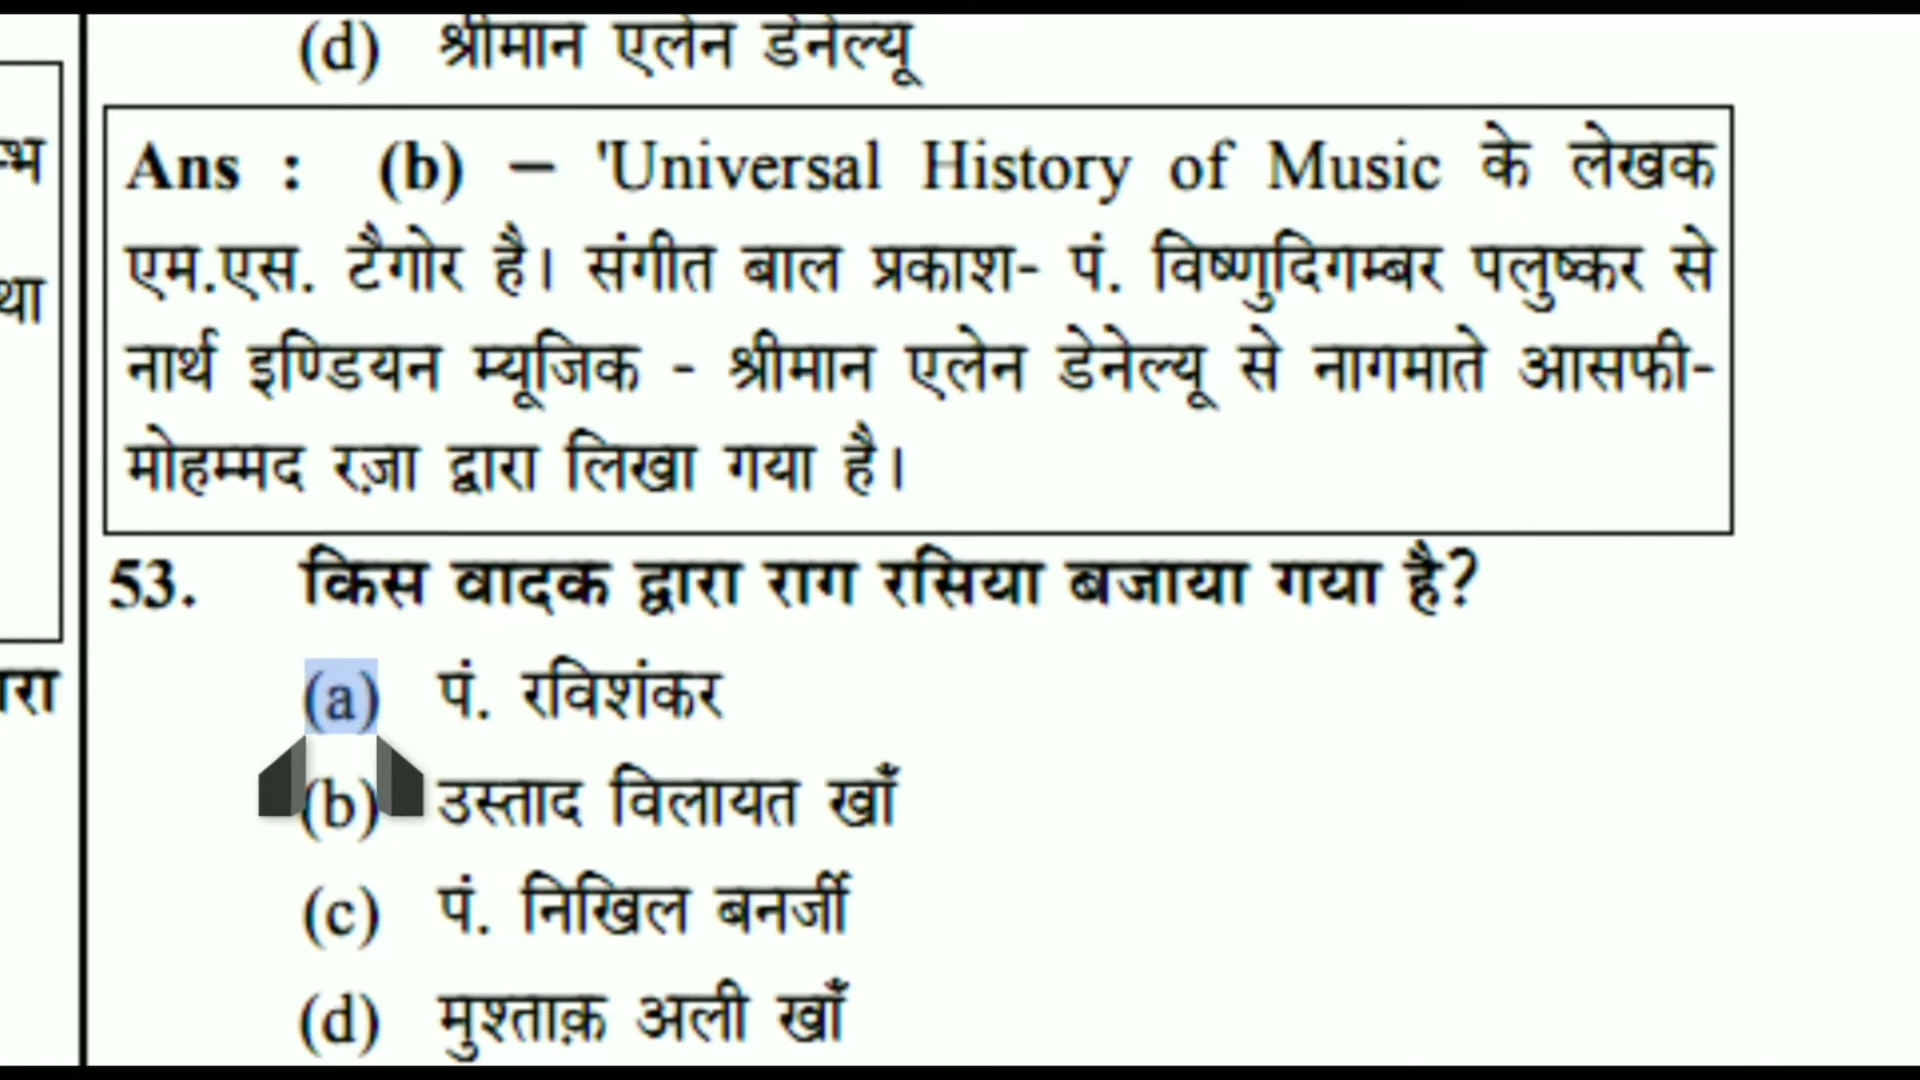 (d) श्रीमान एलेन डेनेल्यू
Ans : (b) – 'Universal History of Music के लेखक
एम.एस. टैगोर है। संगीत बाल प्रकाश- पं. विष्णुदिगम्बर पलुष्कर से
नार्थ इण्डियन म्यूजिक - श्रीमान एलेन डेनेल्यू से नागमाते आसफी-
मोहम्मद रज़ा द्वारा लिखा गया है।
53. किस वादक द्वारा राग रसिया बजाया गया है?
(a) पं. रविशंकर
(b) उस्ताद विलायत खाँ
(c) पं. निखिल बनर्जी
(d) मुश्ताक़ अली खाँ